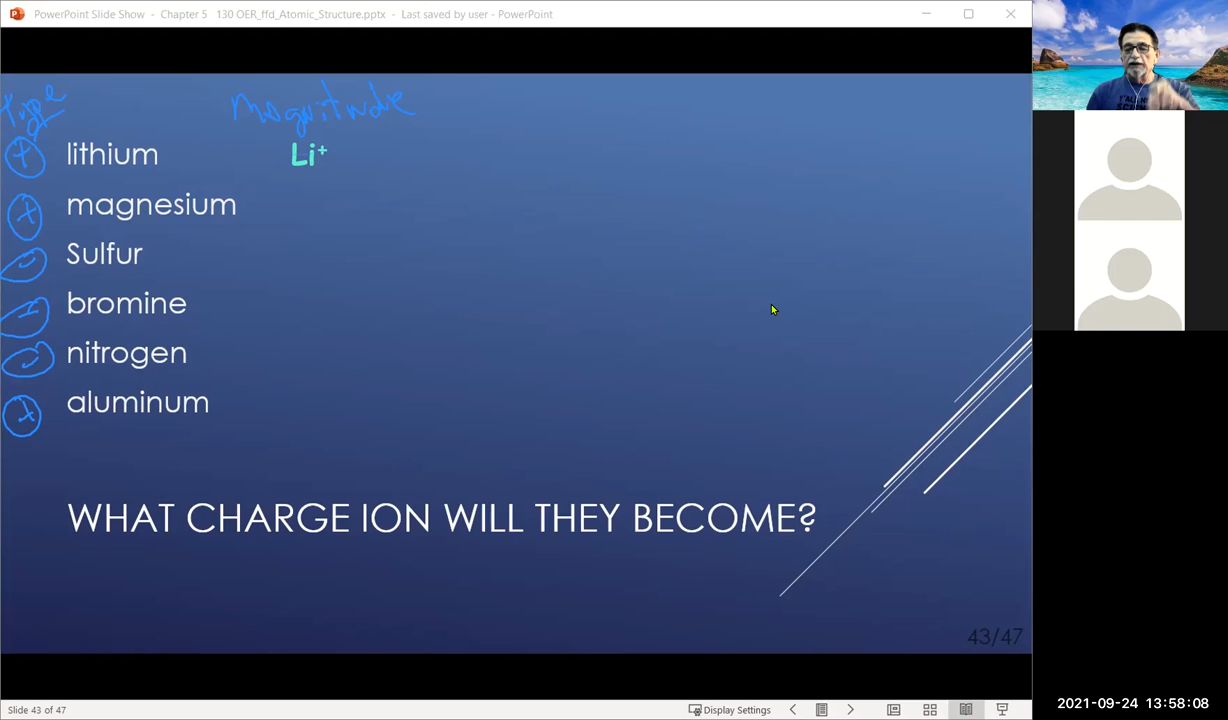 PowerPoint Slide Show - Chapter 5 130 OER_ffd_Atomic_Structure.pptx - Last saved by user - PowerPoint
Type Magnitude
+ lithium Li⁺
+ magnesium
- Sulfur
- bromine
- nitrogen
+ aluminum
WHAT CHARGE ION WILL THEY BECOME?
43/47
Slide 43 of 47
Display Settings
2021-09-24 13:58:08